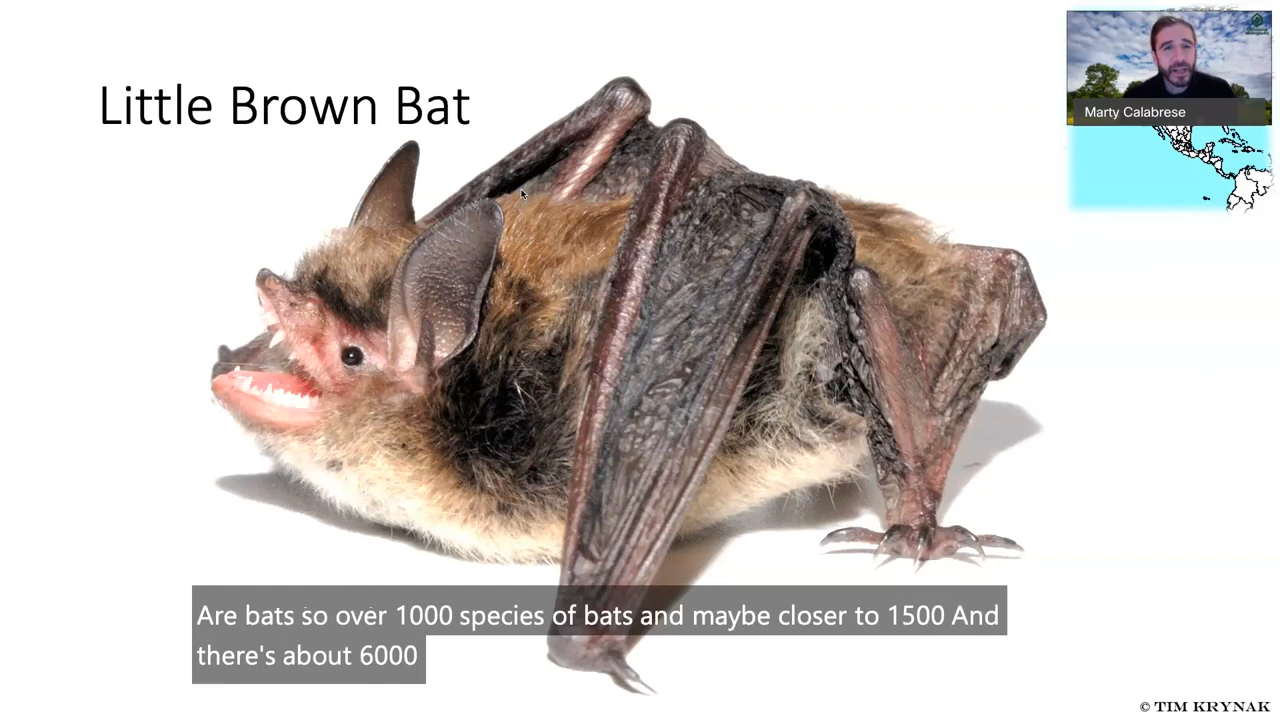 Little Brown Bat
Marty Calabrese
Are bats so over 1000 species of bats and maybe closer to 1500 And
there's about 6000
© TIM KRYNAK